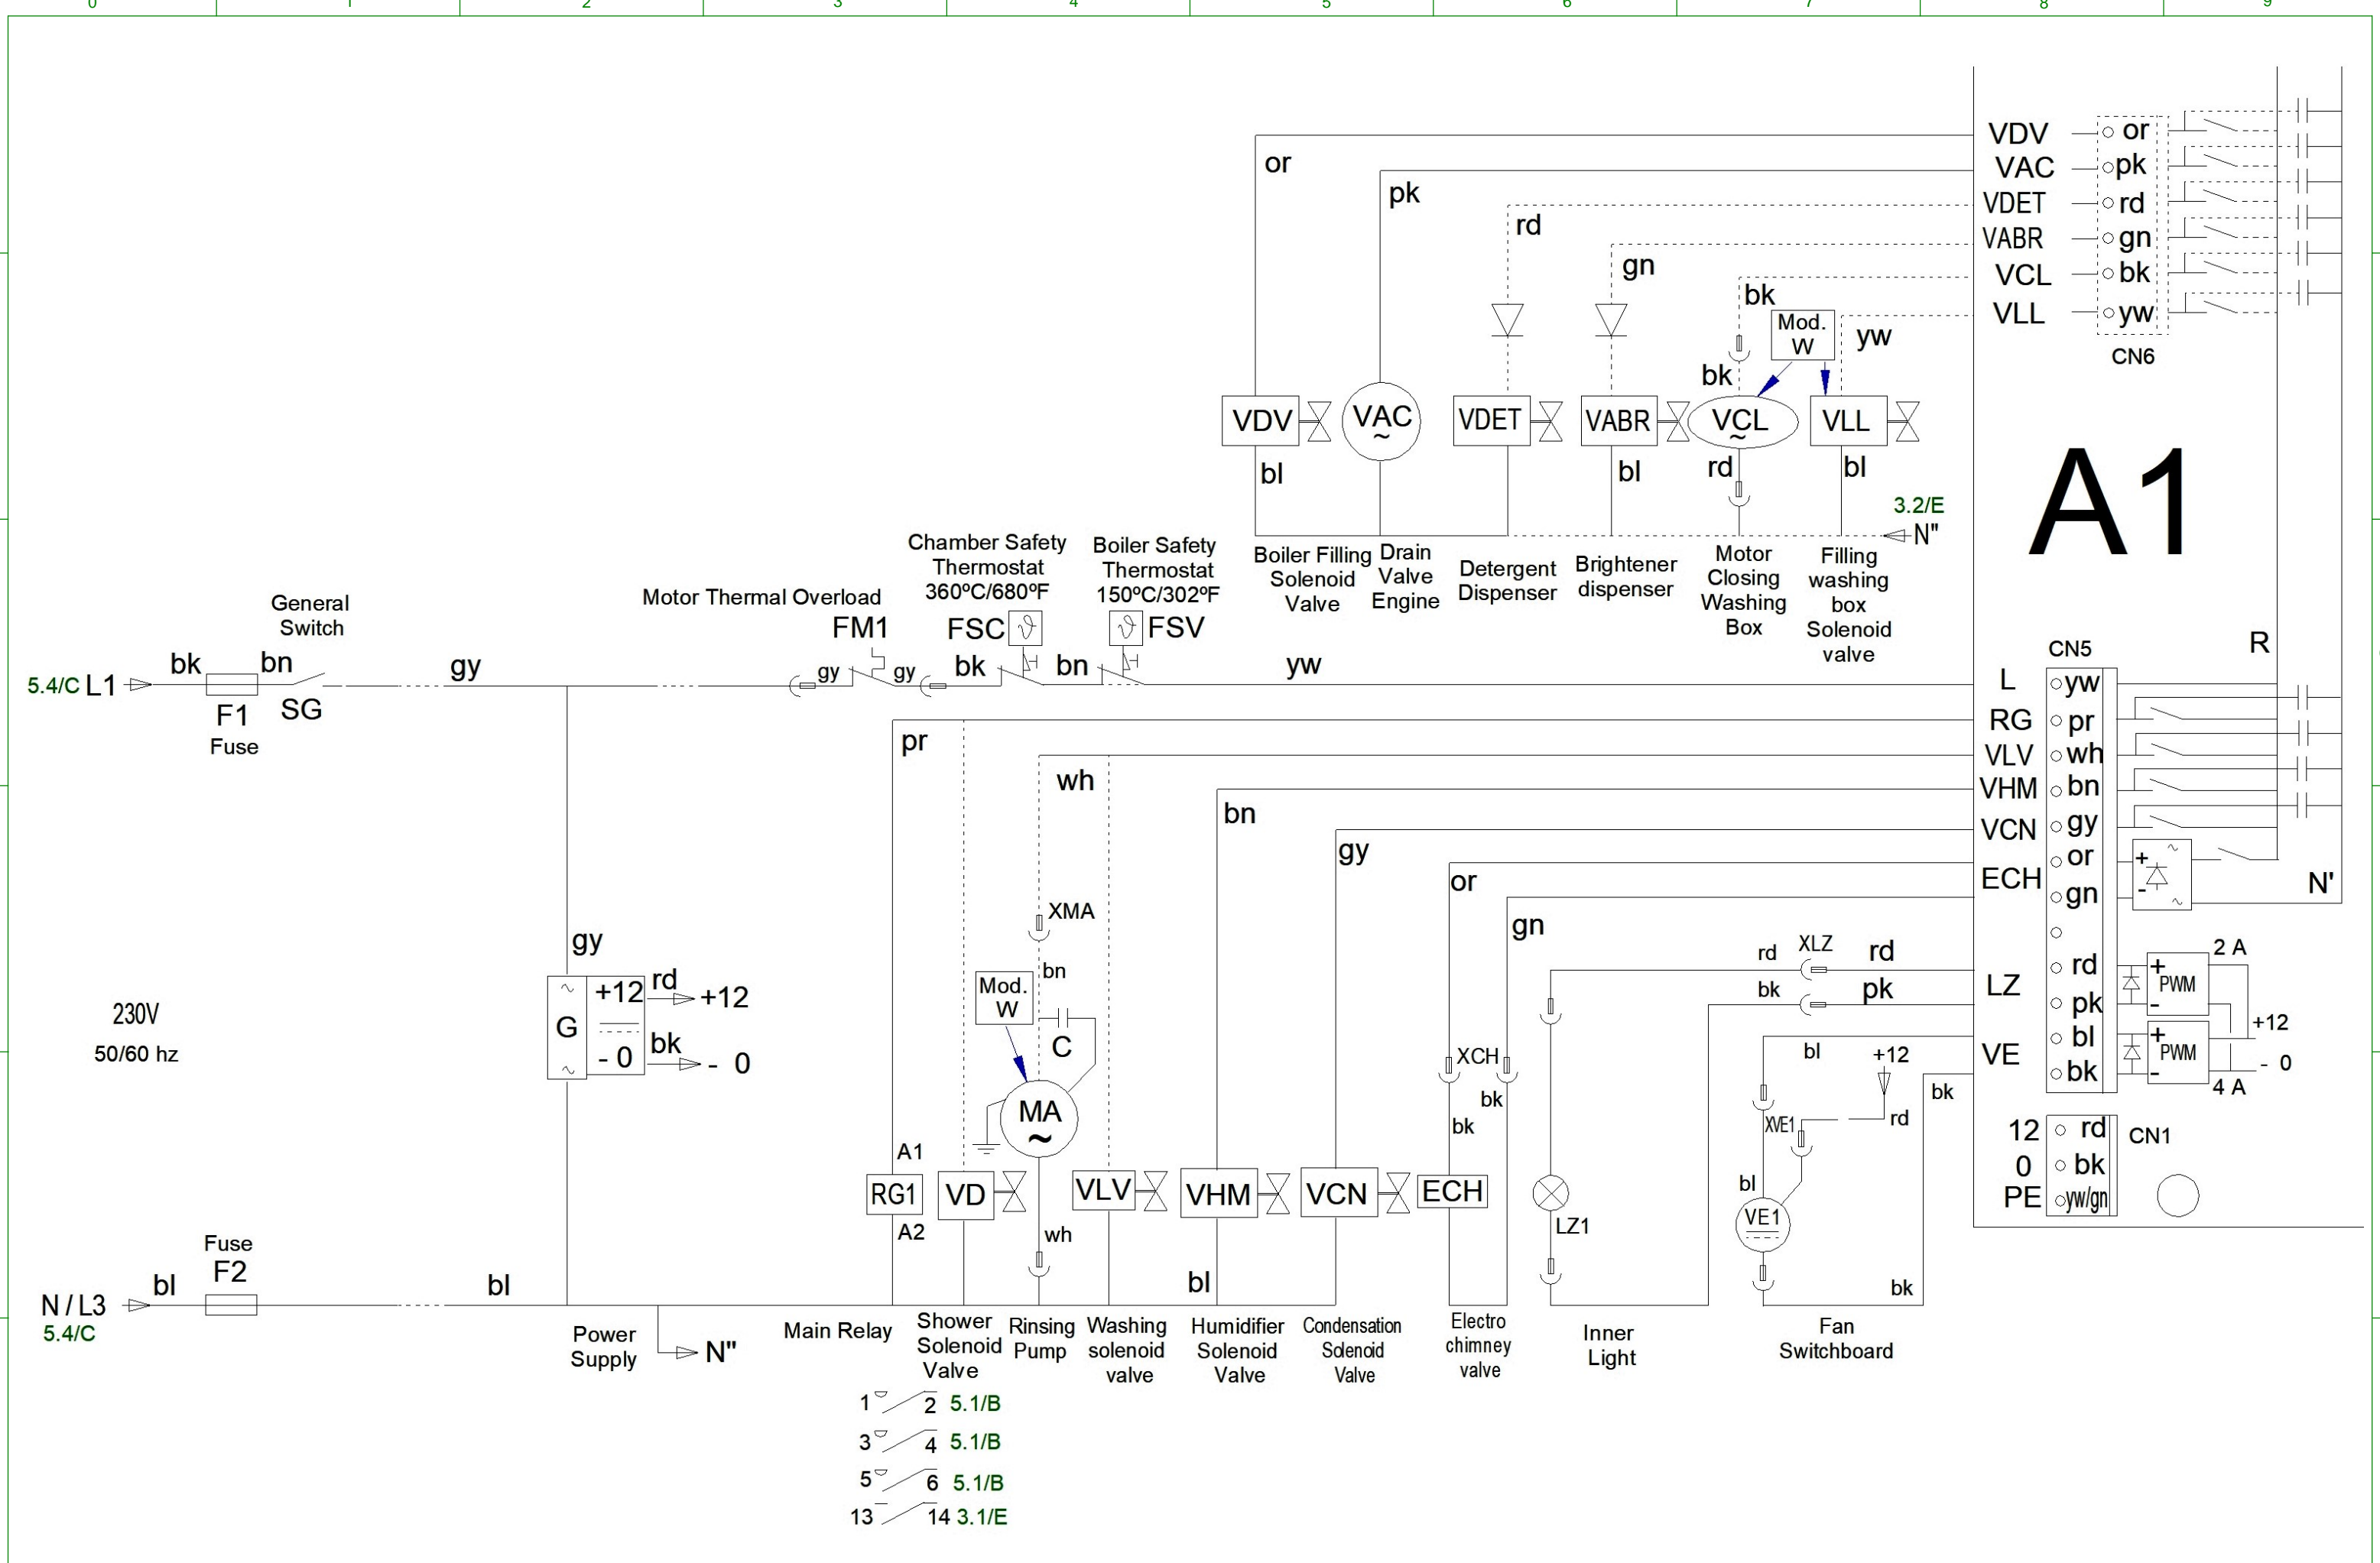 0 1 2 3 4 5 6 7 8 9
VDV or
VAC pk
VDET rd
VABR gn
VCL bk
VLL yw
CN6
or
pk
rd
gn
bk
Mod.
W
yw
bk
VDV
VAC
~
VDET
VABR
VCL
~
VLL
bl
bl
rd
bl
3.2/E
N"
A1
Boiler Filling
Solenoid
Valve
Drain
Valve
Engine
Detergent
Dispenser
Brightener
dispenser
Motor
Closing
Washing
Box
Filling
washing
box
Solenoid
valve
Chamber Safety
Thermostat
360ºC/680ºF
FSC
Boiler Safety
Thermostat
150ºC/302ºF
FSV
Motor Thermal Overload
FM1
General
Switch
5.4/C L1
bk
bn
gy
gy
gy
bk
bn
yw
F1
Fuse
SG
R
CN5
L yw
RG pr
VLV wh
VHM bn
VCN gy
ECH or
gn
+
~
-
~
N'
LZ rd
pk
VE bl
bk
+ PWM -
2 A
+ PWM -
4 A
+12
- 0
12 rd
0 bk
PE yw/gn
CN1
pr
wh
bn
gy
or
gn
XMA
bn
Mod.
W
C
MA
~
wh
rd XLZ rd
bk pk
XCH
bk
bk
bl
+12
rd
bk
XVE1
bl
VE1
bk
LZ1
230V
50/60 hz
gy
~
G
~
+12
- 0
rd
+12
bk
- 0
A1
RG1
A2
VD
VLV
VHM
VCN
ECH
bl
Fuse
F2
N / L3
5.4/C
bl
bl
Power
Supply
N"
Main Relay
Shower
Solenoid
Valve
Rinsing
Pump
Washing
solenoid
valve
Humidifier
Solenoid
Valve
Condensation
Solenoid
Valve
Electro
chimney
valve
Inner
Light
Fan
Switchboard
1 2 5.1/B
3 4 5.1/B
5 6 5.1/B
13 14 3.1/E